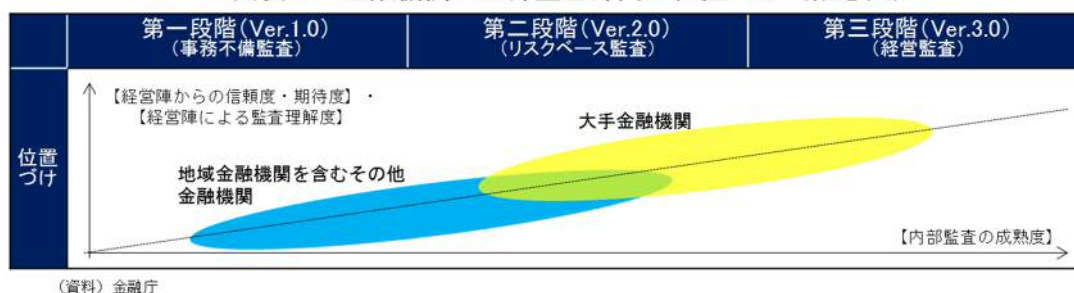 第一段階(Ver.1.0)
(事務不備監査)
第二段階(Ver.2.0)
(リスクベース監査)
第三段階(Ver.3.0)
(経営監査)
【経営陣からの信頼度・期待度】・
【経営陣による監査理解度】
大手金融機関
位置
づけ
地域金融機関を含むその他
金融機関
【内部監査の成熟度】
(資料) 金融庁